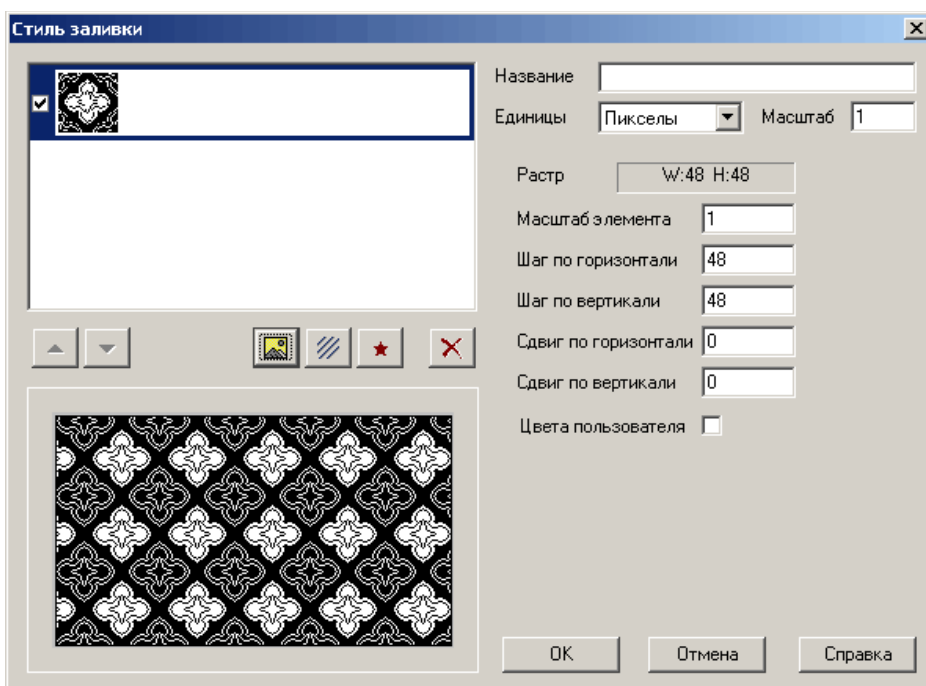 Стиль заливки
Название
Единицы Пикселы Масштаб 1
Растр W:48 H:48
Масштаб элемента 1
Шаг по горизонтали 48
Шаг по вертикали 48
Сдвиг по горизонтали 0
Сдвиг по вертикали 0
Цвета пользователя
ОК Отмена Справка